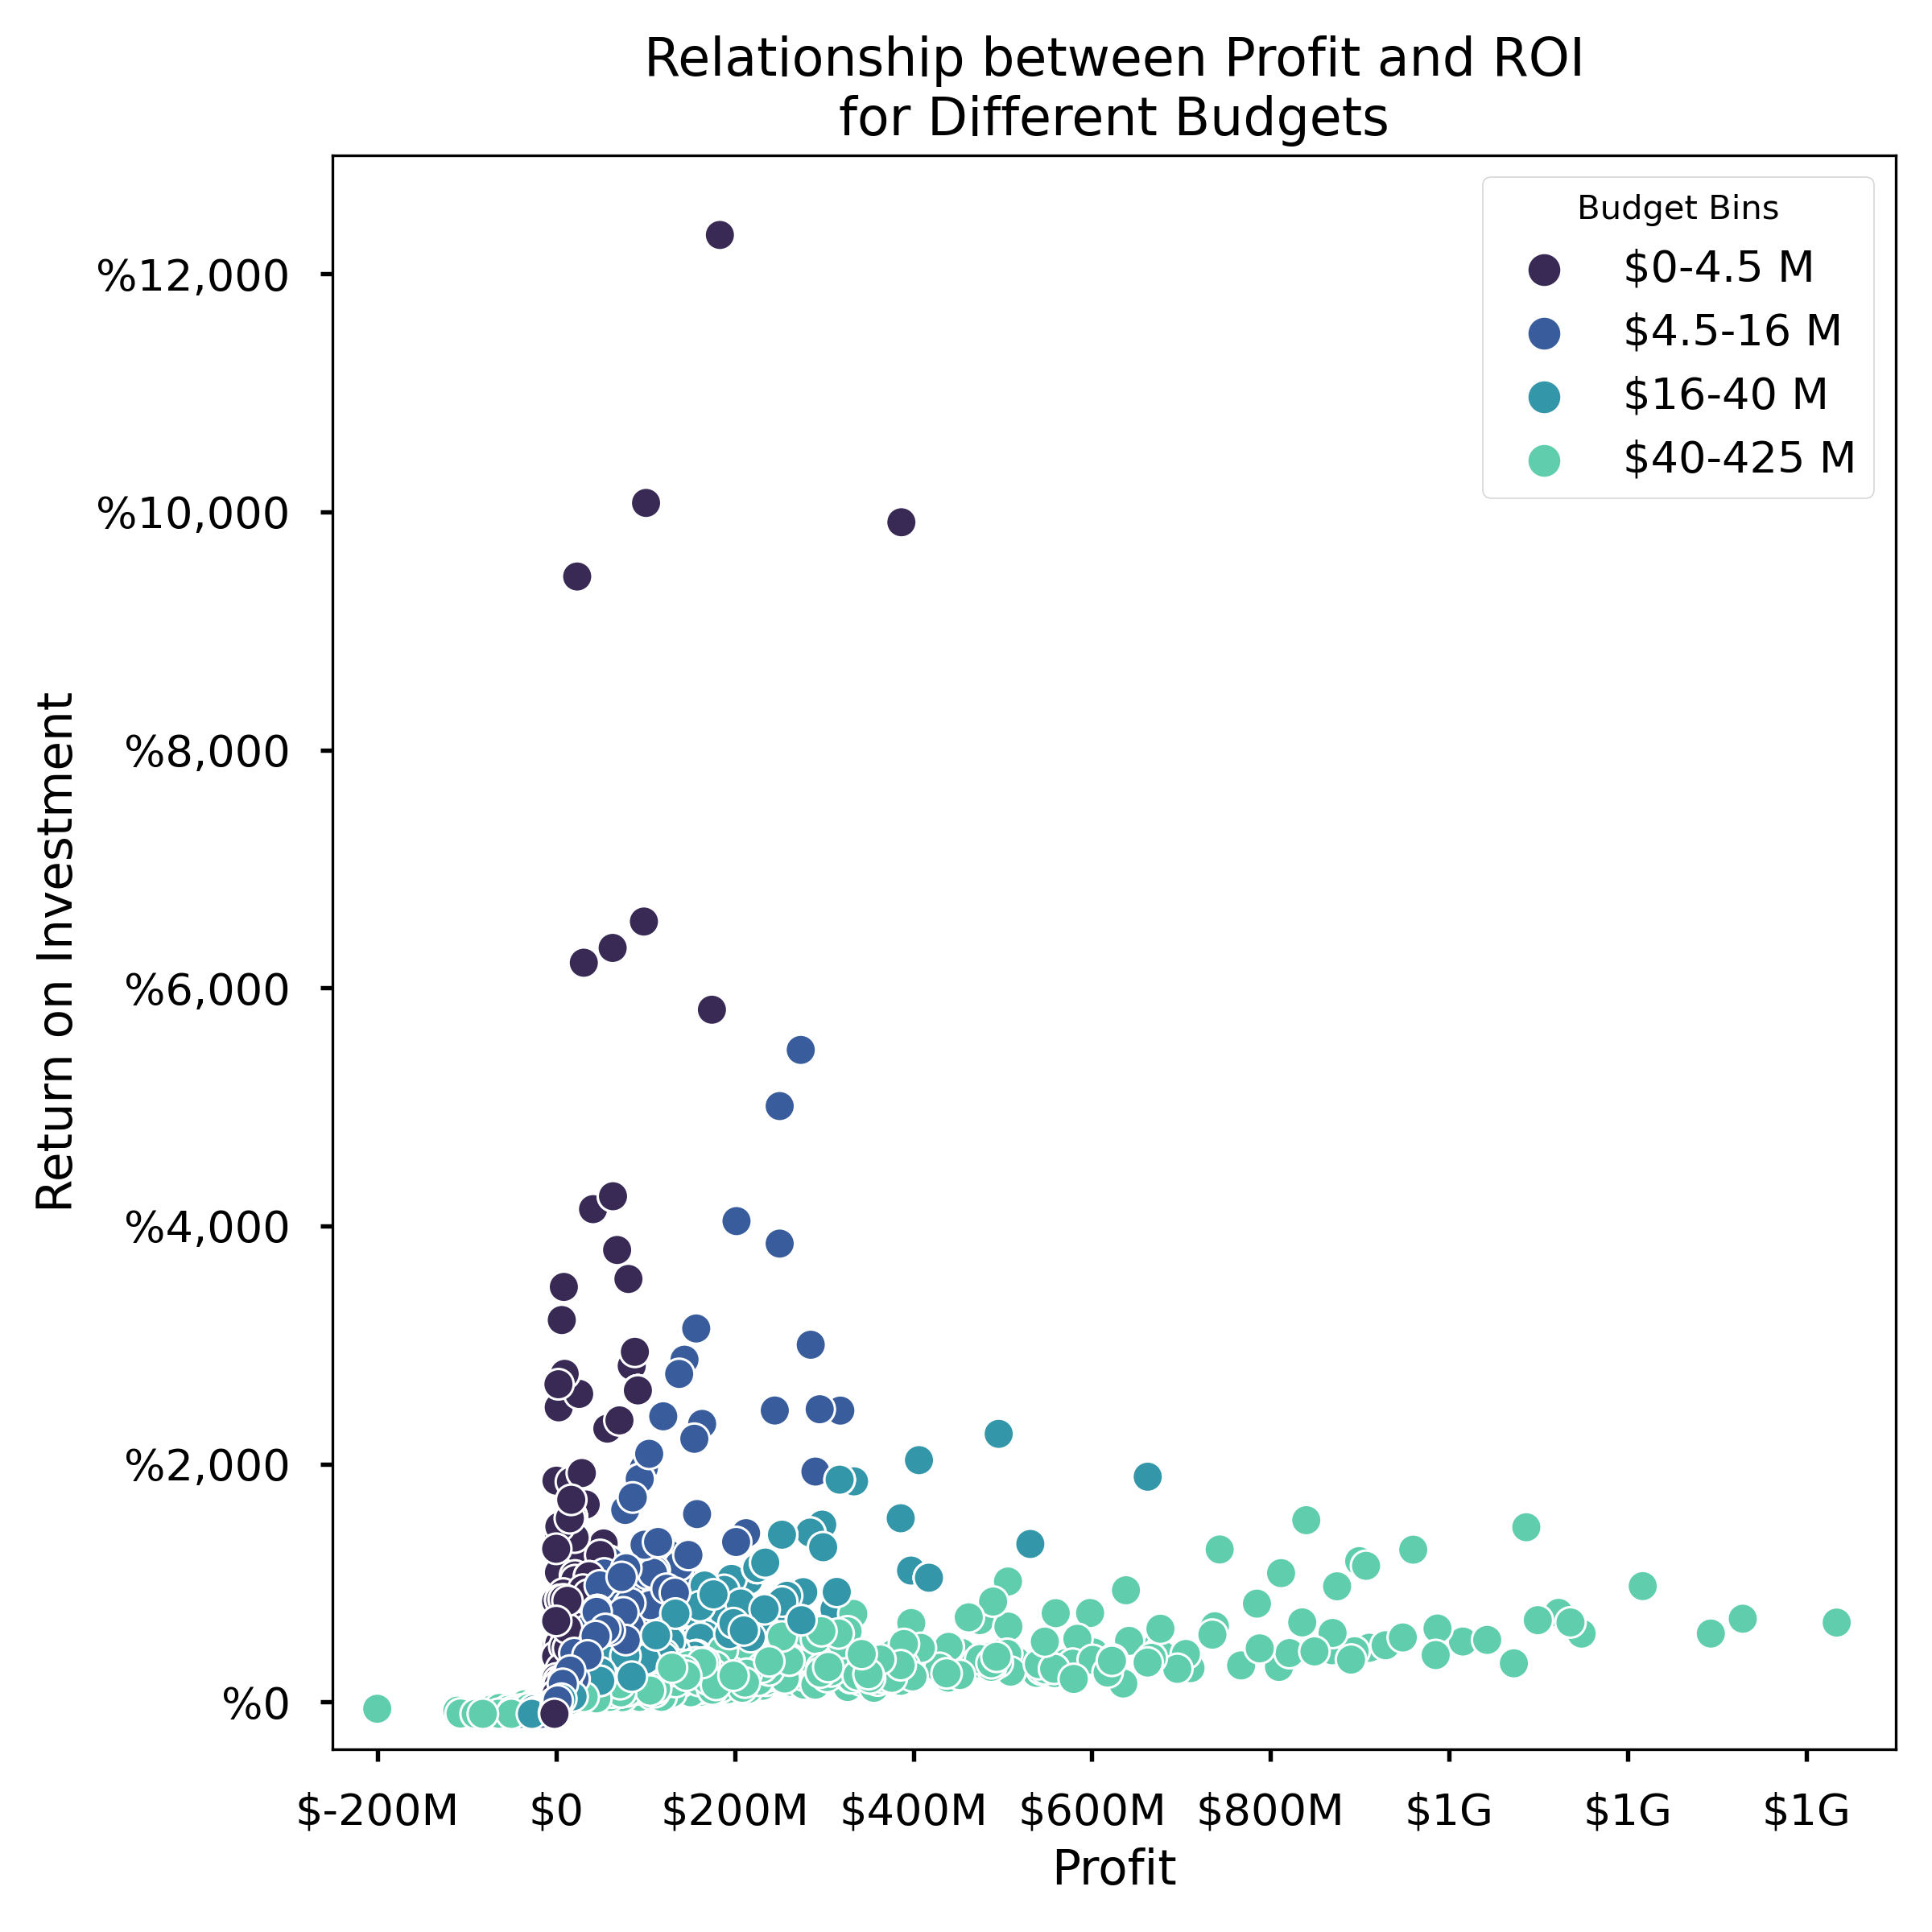 Relationship between Profit and ROI
for Different Budgets
Budget Bins
$0-4.5 M
$4.5-16 M
$16-40 M
$40-425 M
%12,000
%10,000
%8,000
%6,000
%4,000
%2,000
%0
Return on Investment
$-200M $0 $200M $400M $600M $800M $1G $1G $1G
Profit